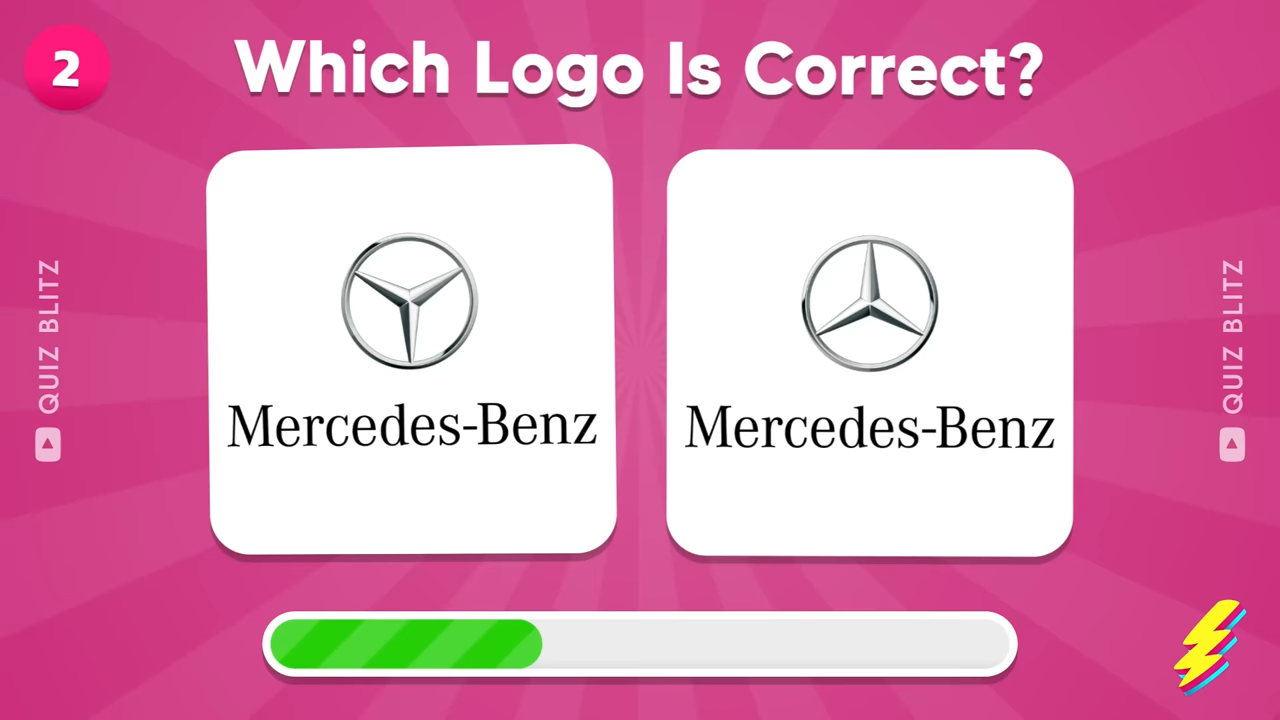 2
Which Logo Is Correct?
Mercedes-Benz
Mercedes-Benz
QUIZ BLITZ
QUIZ BLITZ